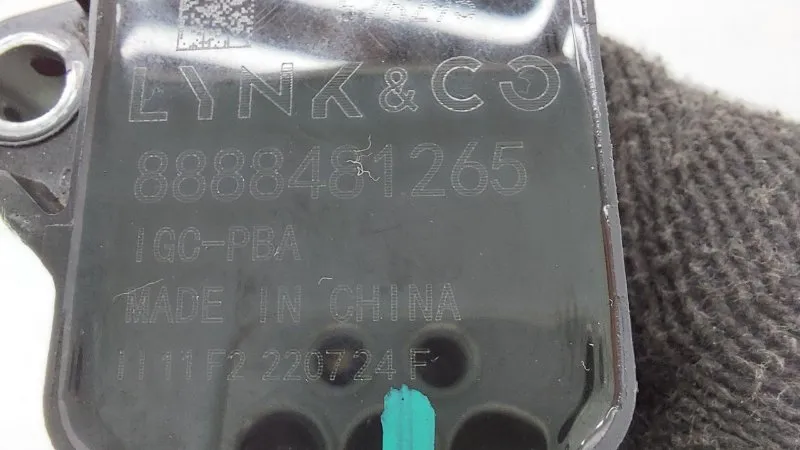 LYNK & CO
8888481265
IGC-PBA
MADE IN CHINA
1111F2 220724 F